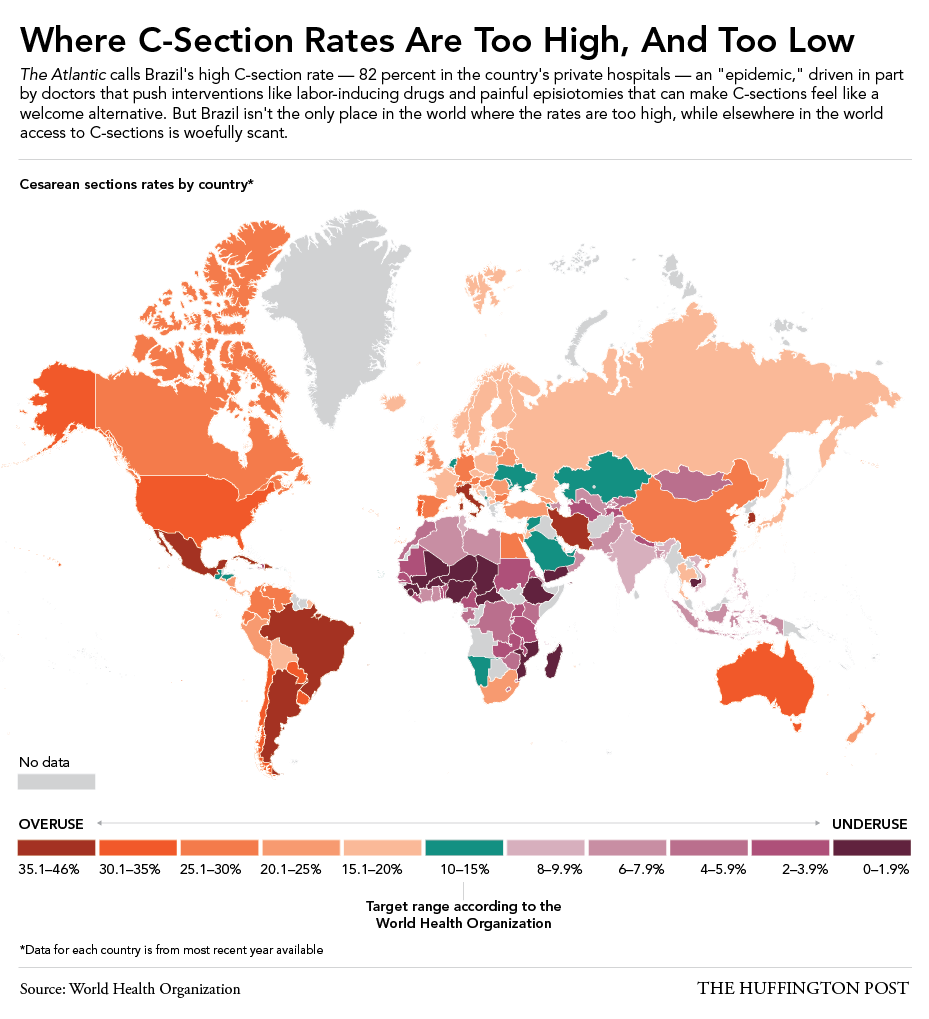 Where C-Section Rates Are Too High, And Too Low
The Atlantic calls Brazil's high C-section rate — 82 percent in the country's private hospitals — an "epidemic," driven in part
by doctors that push interventions like labor-inducing drugs and painful episiotomies that can make C-sections feel like a
welcome alternative. But Brazil isn't the only place in the world where the rates are too high, while elsewhere in the world
access to C-sections is woefully scant.
Cesarean sections rates by country*
No data
OVERUSE UNDERUSE
35.1–46% 30.1–35% 25.1–30% 20.1–25% 15.1–20% 10–15% 8–9.9% 6–7.9% 4–5.9% 2–3.9% 0–1.9%
Target range according to the
World Health Organization
*Data for each country is from most recent year available
Source: World Health Organization THE HUFFINGTON POST